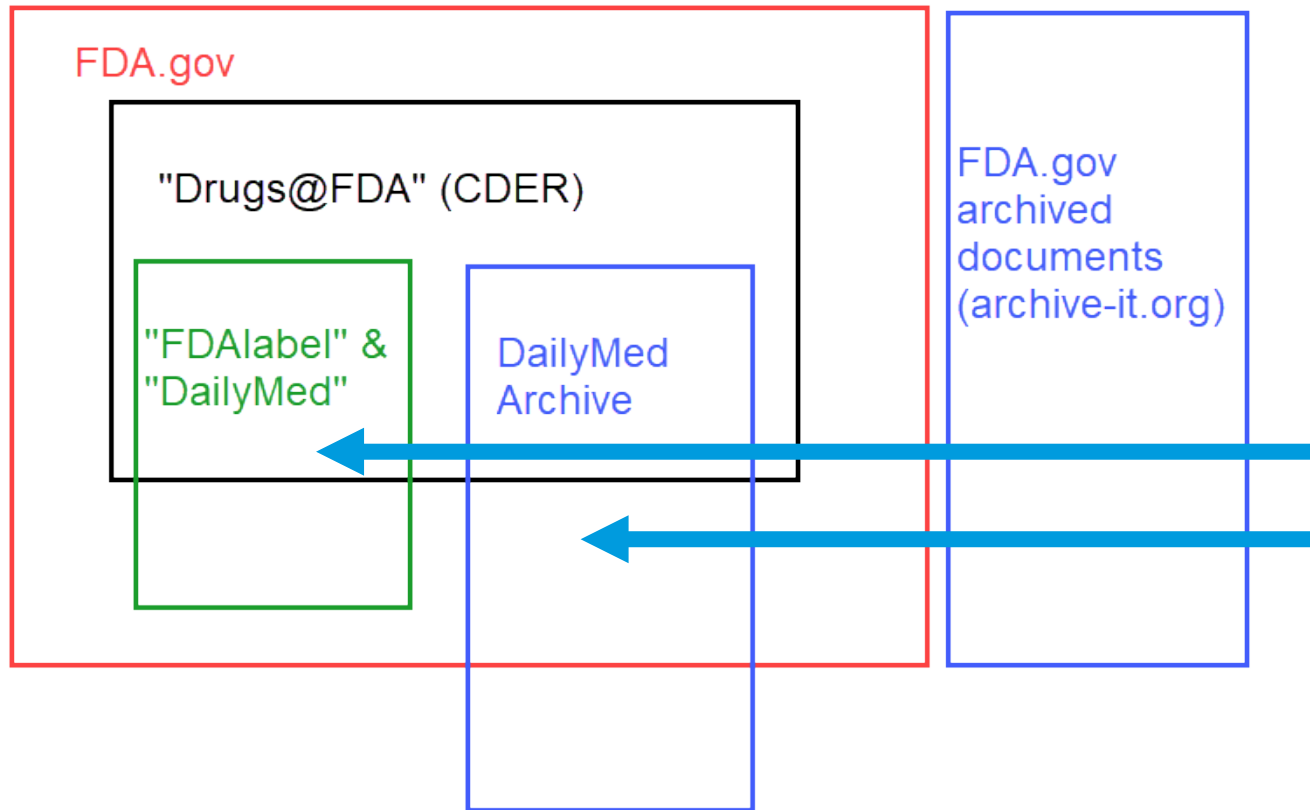 FDA.gov
"Drugs@FDA" (CDER)
"FDAlabel" &
"DailyMed"
DailyMed
Archive
FDA.gov
archived
documents
(archive-it.org)